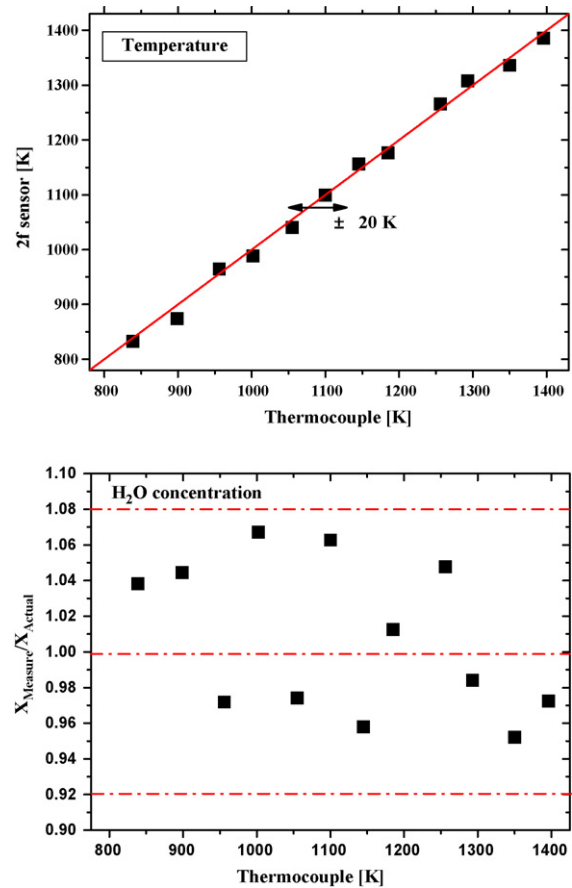 1400
Temperature
1300
1200
1100
± 20 K
1000
900
800
2f sensor [K]
800 900 1000 1100 1200 1300 1400
Thermocouple [K]
1.10
H₂O concentration
1.08
1.06
1.04
1.02
1.00
0.98
0.96
0.94
0.92
0.90
X_Measure/X_Actual
800 900 1000 1100 1200 1300 1400
Thermocouple [K]